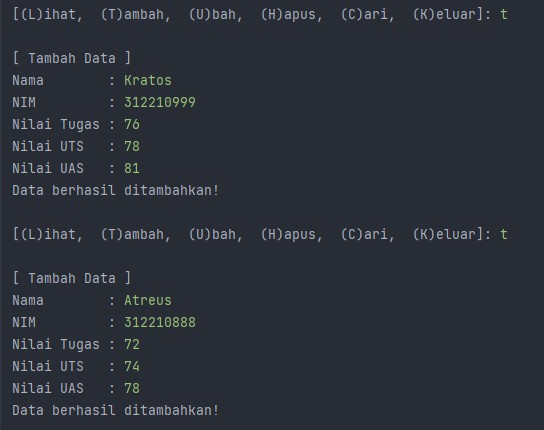 [(L)ihat, (T)ambah, (U)bah, (H)apus, (C)ari, (K)eluar]: t
[ Tambah Data ]
Nama : Kratos
NIM : 312210999
Nilai Tugas : 76
Nilai UTS : 78
Nilai UAS : 81
Data berhasil ditambahkan!
[(L)ihat, (T)ambah, (U)bah, (H)apus, (C)ari, (K)eluar]: t
[ Tambah Data ]
Nama : Atreus
NIM : 312210888
Nilai Tugas : 72
Nilai UTS : 74
Nilai UAS : 78
Data berhasil ditambahkan!